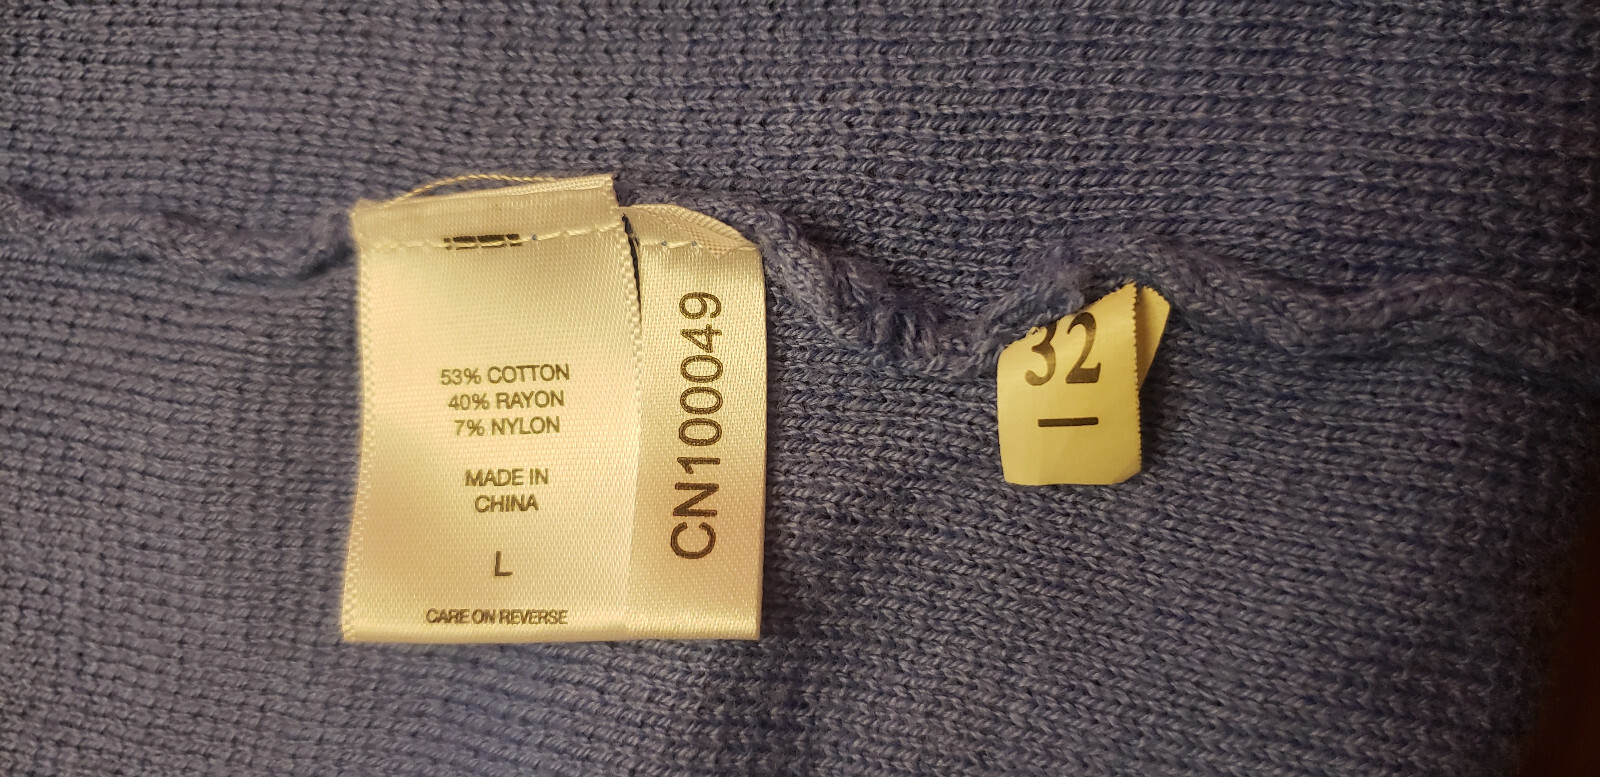 53% COTTON
40% RAYON
7% NYLON
MADE IN
CHINA
L
CARE ON REVERSE
CN100049
32